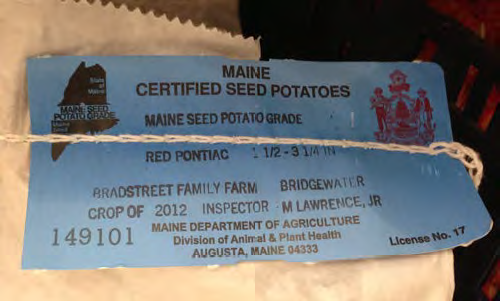 State
of
Maine
MAINE SEED
POTATO GRADE
Maine
Seed
MAINE
CERTIFIED SEED POTATOES
MAINE SEED POTATO GRADE
RED PONTIAC 1 1/2 - 3 1/4 IN
BRADSTREET FAMILY FARM BRIDGEWATER
CROP OF 2012 INSPECTOR M LAWRENCE, JR
149101
MAINE DEPARTMENT OF AGRICULTURE
Division of Animal & Plant Health
AUGUSTA, MAINE 04333
License No. 17